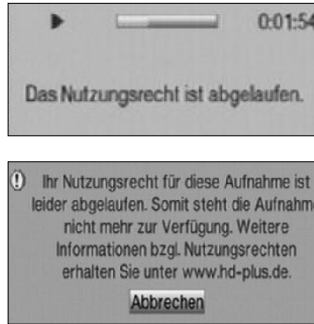 0:01:54
Das Nutzungsrecht ist abgelaufen.
Ihr Nutzungsrecht für diese Aufnahme ist
leider abgelaufen. Somit steht die Aufnahme
nicht mehr zur Verfügung. Weitere
Informationen bzgl. Nutzungsrechten
erhalten Sie unter www.hd-plus.de.
Abbrechen